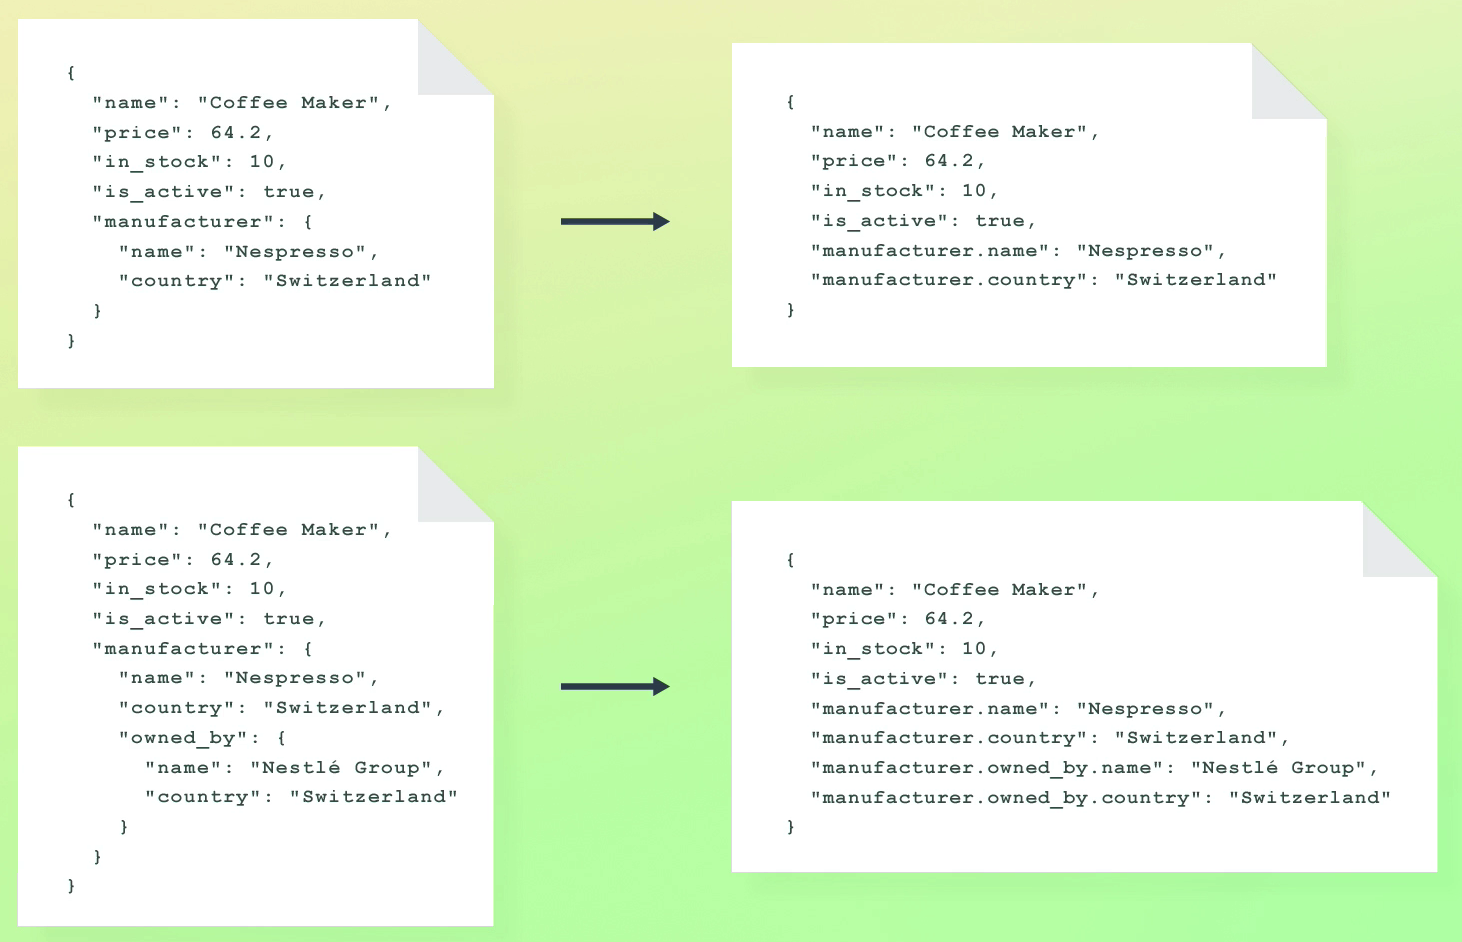 {
  "name": "Coffee Maker",
  "price": 64.2,
  "in_stock": 10,
  "is_active": true,
  "manufacturer": {
    "name": "Nespresso",
    "country": "Switzerland"
  }
}
{
  "name": "Coffee Maker",
  "price": 64.2,
  "in_stock": 10,
  "is_active": true,
  "manufacturer.name": "Nespresso",
  "manufacturer.country": "Switzerland"
}
{
  "name": "Coffee Maker",
  "price": 64.2,
  "in_stock": 10,
  "is_active": true,
  "manufacturer": {
    "name": "Nespresso",
    "country": "Switzerland",
    "owned_by": {
      "name": "Nestlé Group",
      "country": "Switzerland"
    }
  }
}
{
  "name": "Coffee Maker",
  "price": 64.2,
  "in_stock": 10,
  "is_active": true,
  "manufacturer.name": "Nespresso",
  "manufacturer.country": "Switzerland",
  "manufacturer.owned_by.name": "Nestlé Group",
  "manufacturer.owned_by.country": "Switzerland"
}